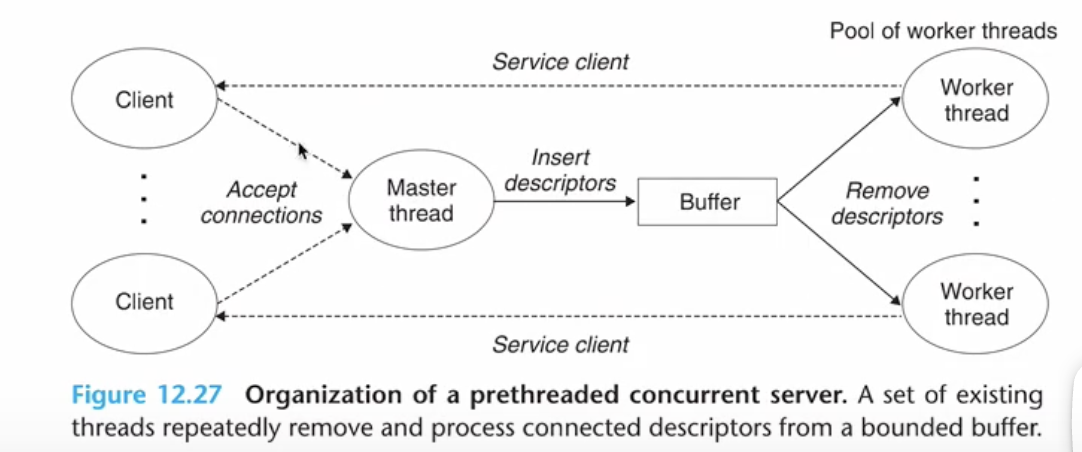 Pool of worker threads
Service client
Client
Worker
thread
Insert
descriptors
Accept
connections
Master
thread
Buffer
Remove
descriptors
Client
Worker
thread
Service client
Figure 12.27 Organization of a prethreaded concurrent server. A set of existing
threads repeatedly remove and process connected descriptors from a bounded buffer.